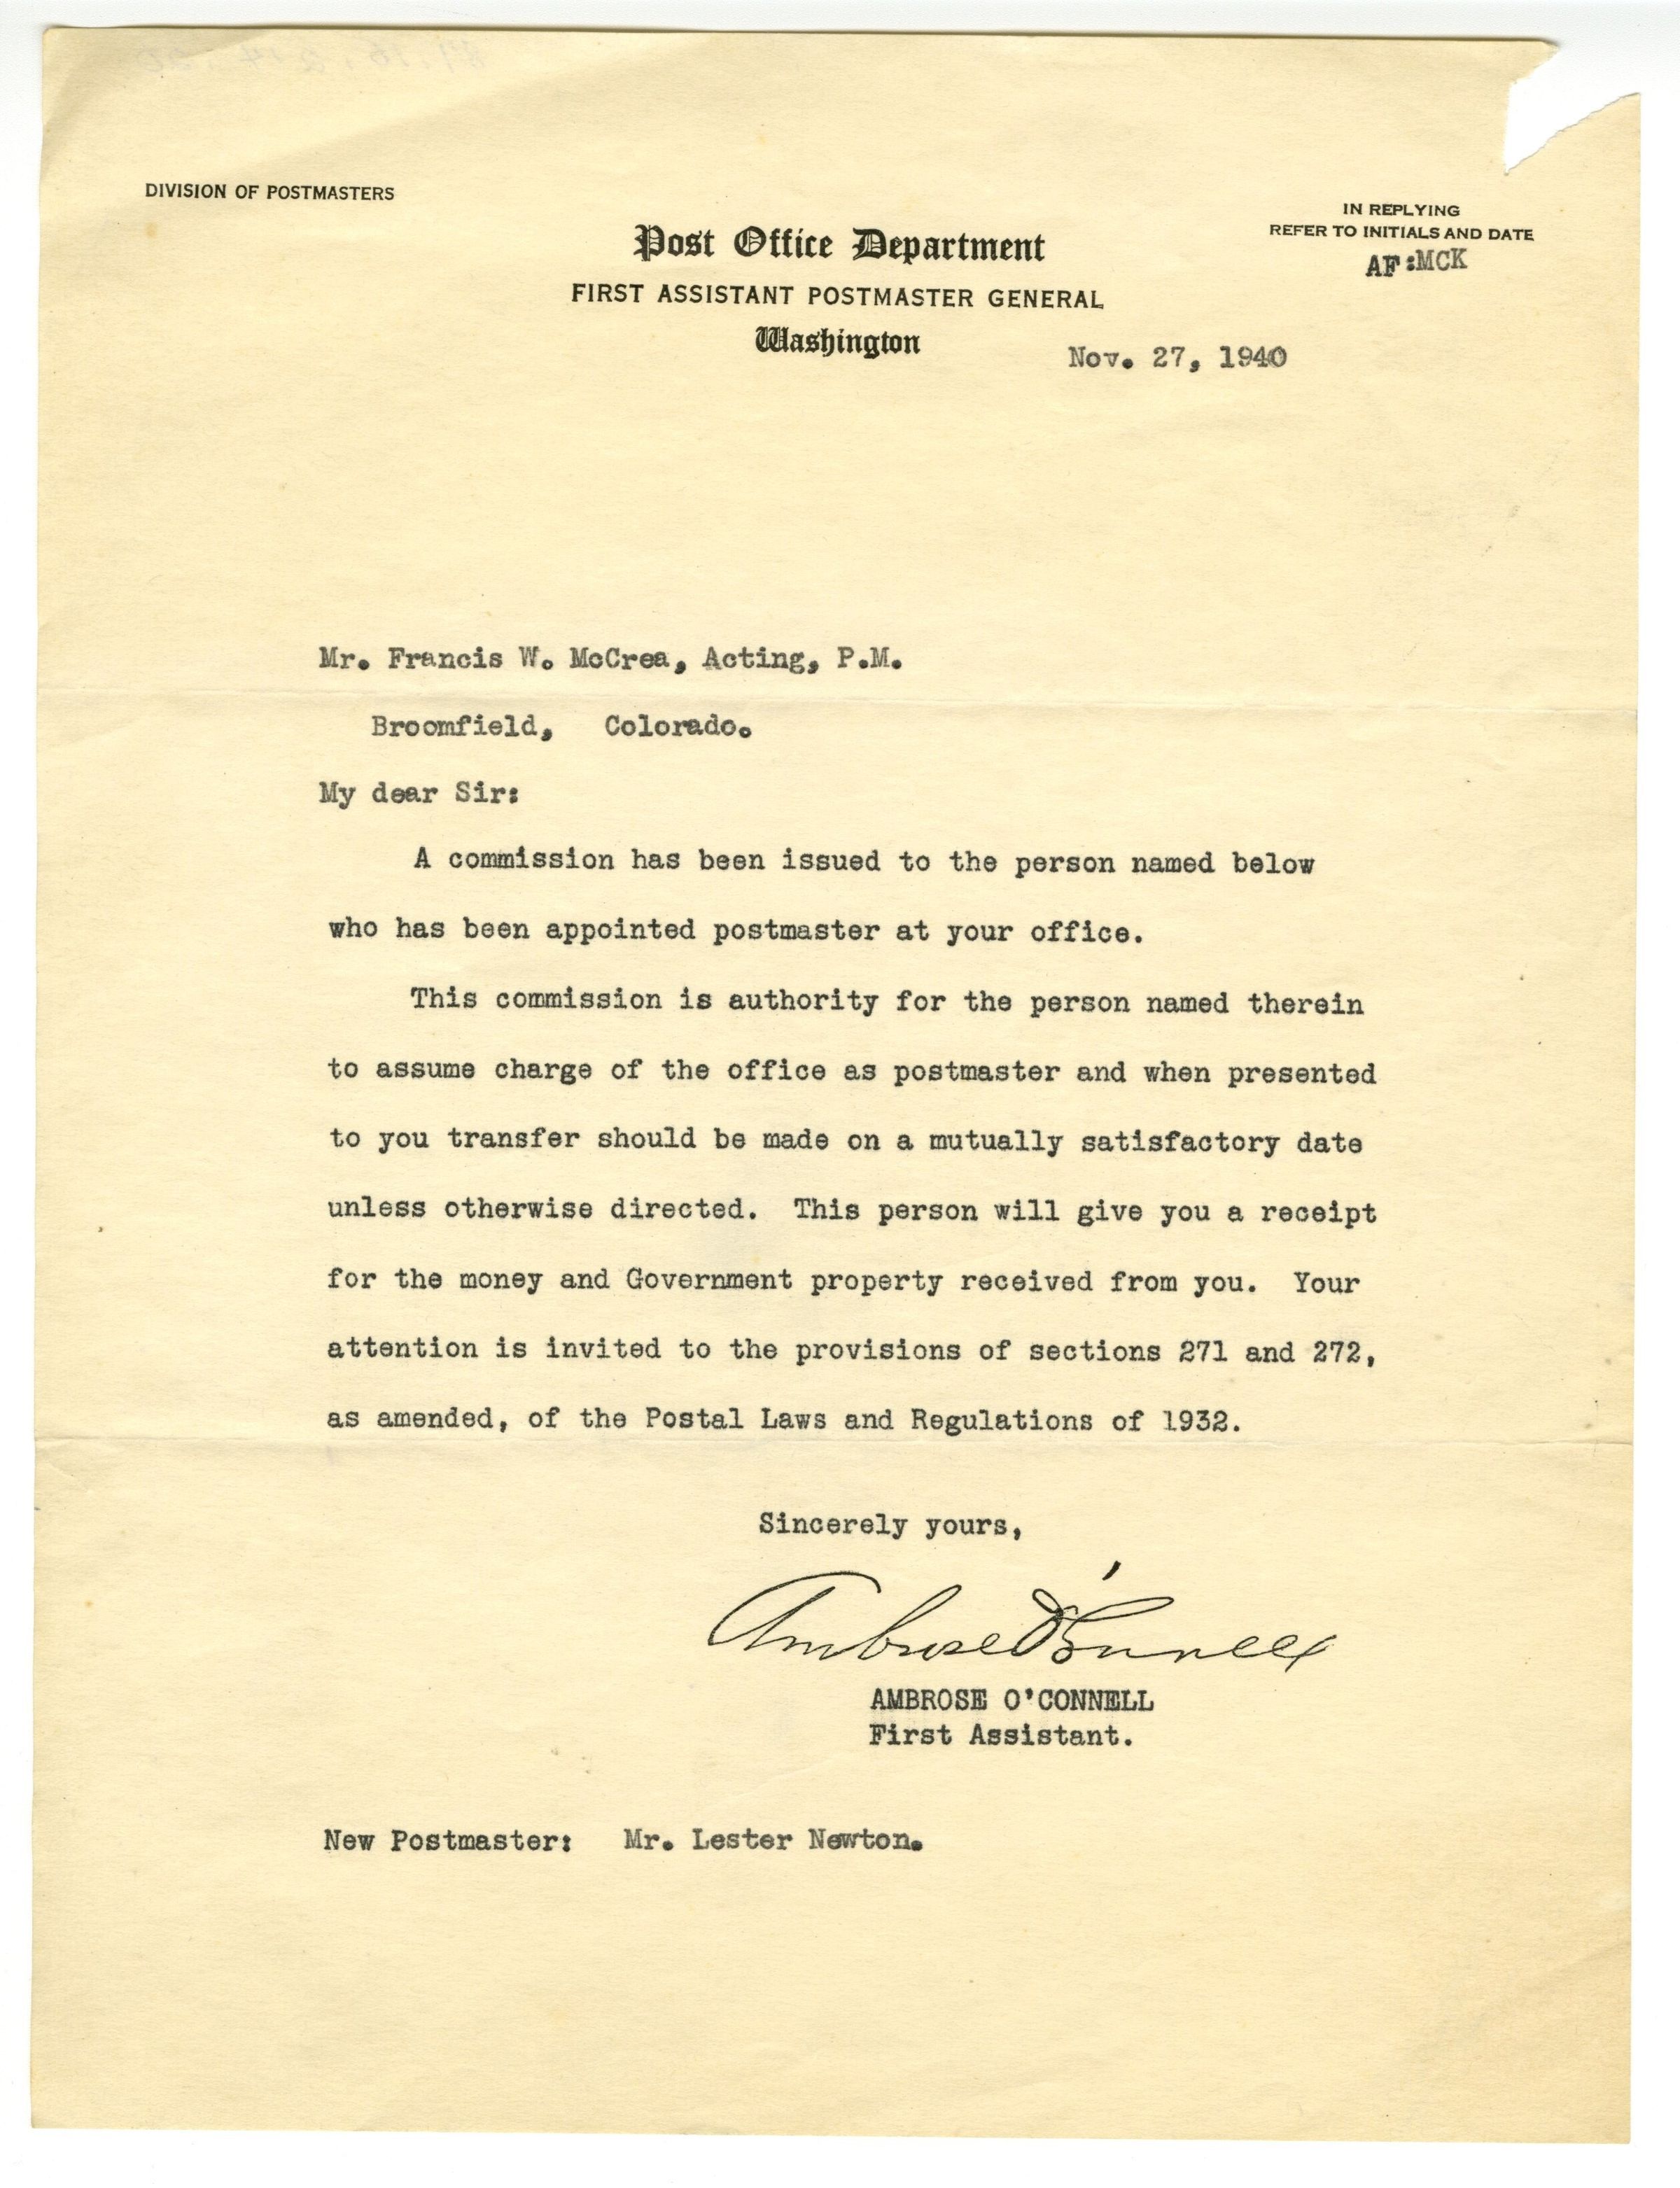 DIVISION OF POSTMASTERS
IN REPLYING
REFER TO INITIALS AND DATE
AF:MCK
Post Office Department
FIRST ASSISTANT POSTMASTER GENERAL
Washington
Nov. 27, 1940
Mr. Francis W. McCrea, Acting, P.M.
Broomfield, Colorado.
My dear Sir:
A commission has been issued to the person named below
who has been appointed postmaster at your office.
This commission is authority for the person named therein
to assume charge of the office as postmaster and when presented
to you transfer should be made on a mutually satisfactory date
unless otherwise directed. This person will give you a receipt
for the money and Government property received from you. Your
attention is invited to the provisions of sections 271 and 272,
as amended, of the Postal Laws and Regulations of 1932.
Sincerely yours,
Ambrose O'Connell
AMBROSE O'CONNELL
First Assistant.
New Postmaster: Mr. Lester Newton.